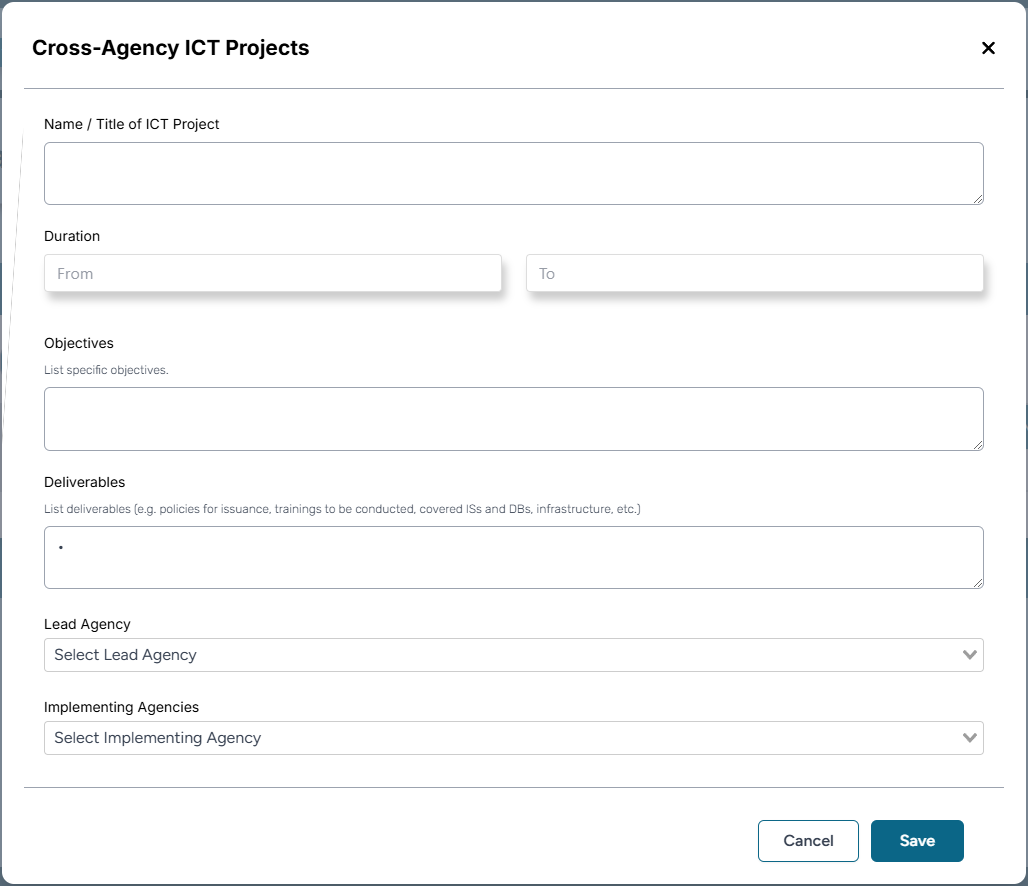 Cross-Agency ICT Projects
Name / Title of ICT Project
Duration
From To
Objectives
List specific objectives.
Deliverables
List deliverables (e.g. policies for issuance, trainings to be conducted, covered ISs and DBs, infrastructure, etc.)
•
Lead Agency
Select Lead Agency
Implementing Agencies
Select Implementing Agency
Cancel Save